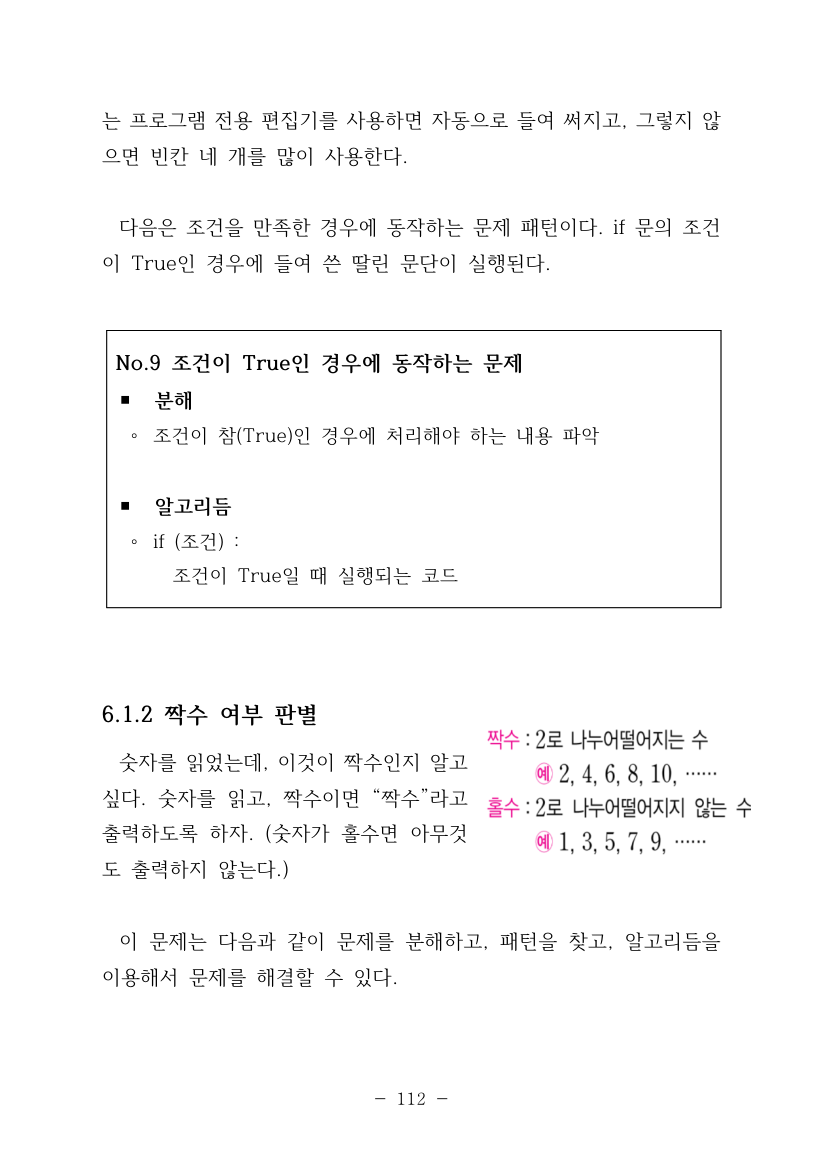 는 프로그램 전용 편집기를 사용하면 자동으로 들여 써지고, 그렇지 않
으면 빈칸 네 개를 많이 사용한다.
다음은 조건을 만족한 경우에 동작하는 문제 패턴이다. if 문의 조건
이 True인 경우에 들여 쓴 딸린 문단이 실행된다.
No.9 조건이 True인 경우에 동작하는 문제
▪ 분해
◦ 조건이 참(True)인 경우에 처리해야 하는 내용 파악
▪ 알고리듬
◦ if (조건) :
조건이 True일 때 실행되는 코드
6.1.2 짝수 여부 판별
숫자를 읽었는데, 이것이 짝수인지 알고
싶다. 숫자를 읽고, 짝수이면 “짝수”라고
출력하도록 하자. (숫자가 홀수면 아무것
도 출력하지 않는다.)
짝수 : 2로 나누어떨어지는 수
예 2, 4, 6, 8, 10, ⋯⋯
홀수 : 2로 나누어떨어지지 않는 수
예 1, 3, 5, 7, 9, ⋯⋯
이 문제는 다음과 같이 문제를 분해하고, 패턴을 찾고, 알고리듬을
이용해서 문제를 해결할 수 있다.
- 112 -